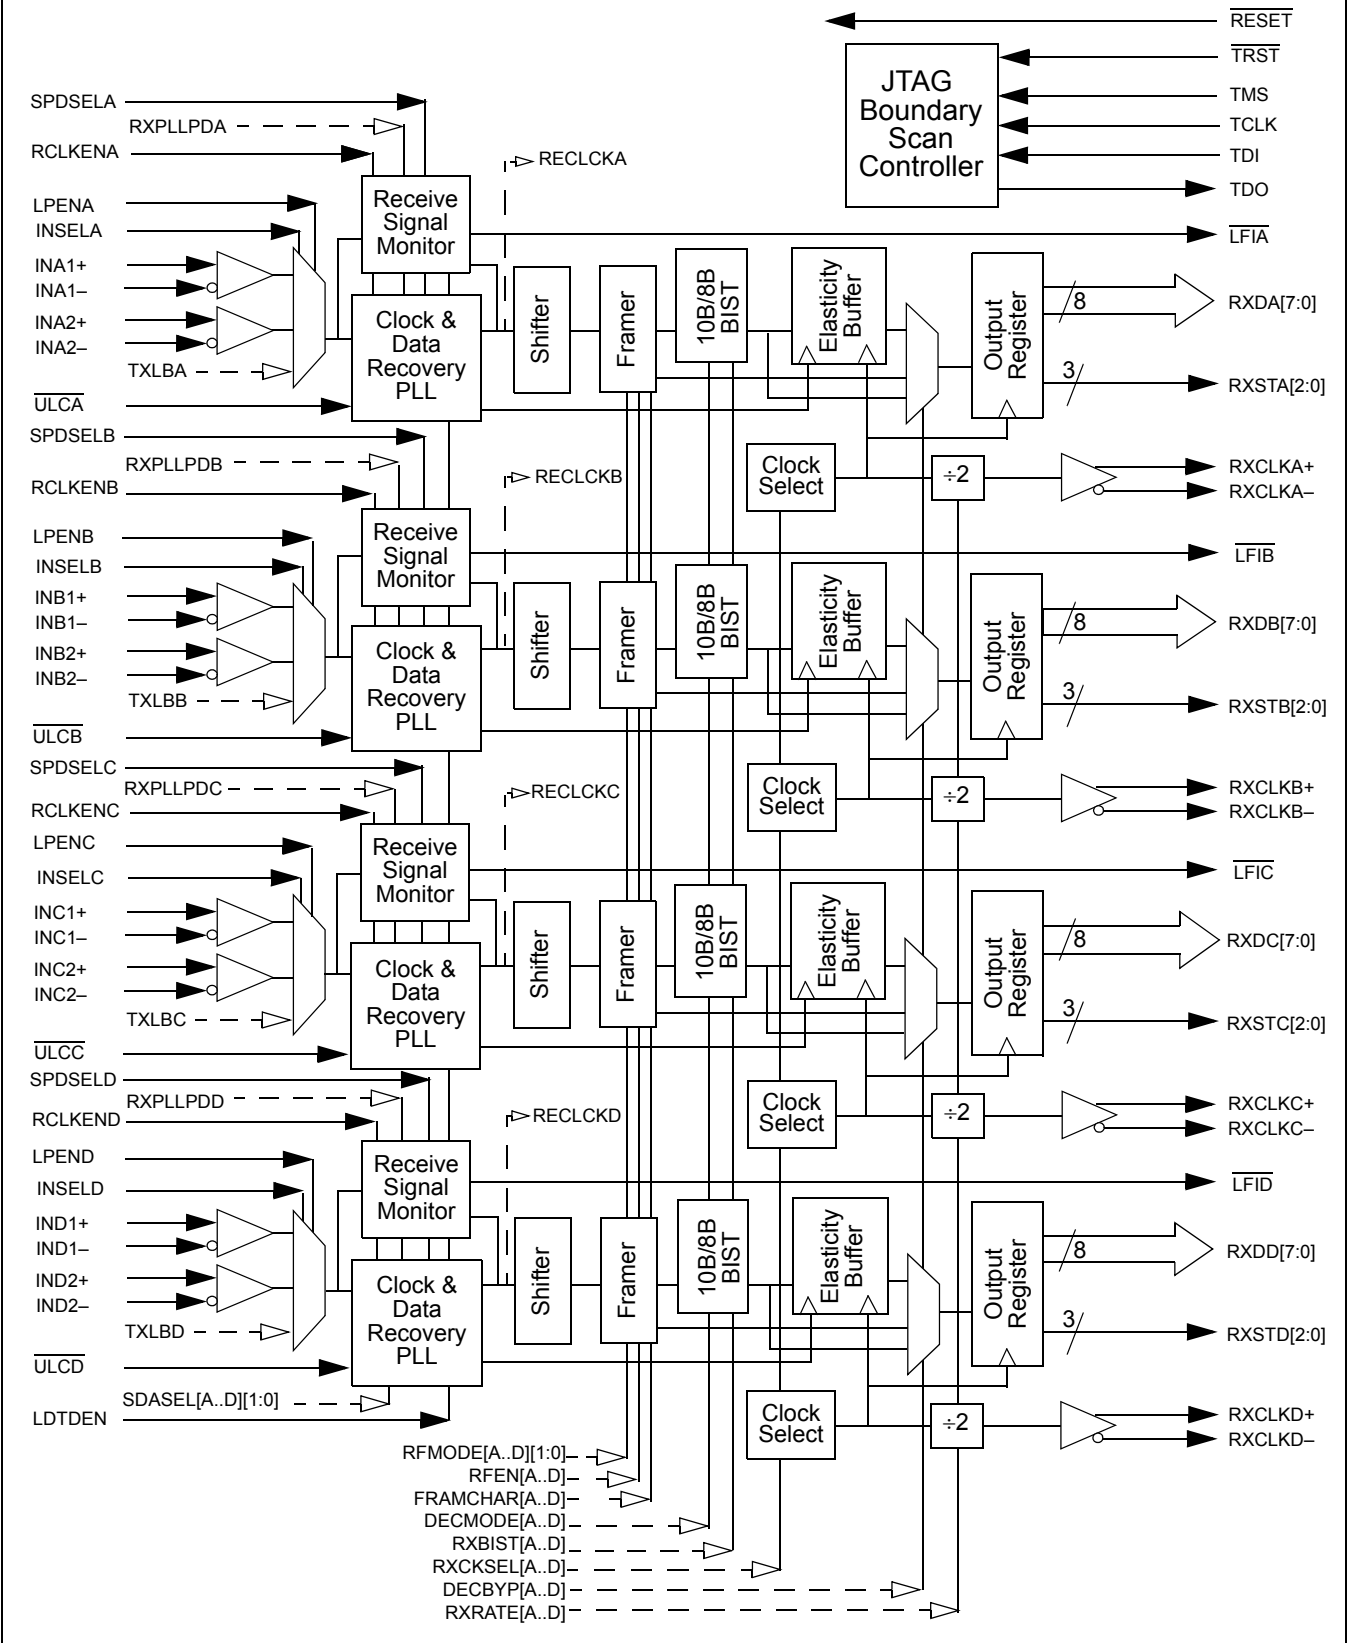 RESET
TRST
TMS
TCLK
TDI
TDO
JTAG
Boundary
Scan
Controller
SPDSELA
RXPLLPDA
RCLKENA
RECLCKA
LPENA
INSELA
INA1+
INA1–
INA2+
INA2–
TXLBA
ULCA
Receive
Signal
Monitor
Clock &
Data
Recovery
PLL
Shifter
Framer
10B/8B
BIST
Elasticity
Buffer
Output
Register
Clock
Select
÷2
8
3
LFIA
RXDA[7:0]
RXSTA[2:0]
RXCLKA+
RXCLKA–
SPDSELB
RXPLLPDB
RCLKENB
RECLCKB
LPENB
INSELB
INB1+
INB1–
INB2+
INB2–
TXLBB
ULCB
Receive
Signal
Monitor
Clock &
Data
Recovery
PLL
Shifter
Framer
10B/8B
BIST
Elasticity
Buffer
Output
Register
Clock
Select
÷2
8
3
LFIB
RXDB[7:0]
RXSTB[2:0]
RXCLKB+
RXCLKB–
SPDSELC
RXPLLPDC
RCLKENC
RECLCKC
LPENC
INSELC
INC1+
INC1–
INC2+
INC2–
TXLBC
ULCC
Receive
Signal
Monitor
Clock &
Data
Recovery
PLL
Shifter
Framer
10B/8B
BIST
Elasticity
Buffer
Output
Register
Clock
Select
÷2
8
3
LFIC
RXDC[7:0]
RXSTC[2:0]
RXCLKC+
RXCLKC–
SPDSELD
RXPLLPDD
RCLKEND
RECLCKD
LPEND
INSELD
IND1+
IND1–
IND2+
IND2–
TXLBD
ULCD
Receive
Signal
Monitor
Clock &
Data
Recovery
PLL
Shifter
Framer
10B/8B
BIST
Elasticity
Buffer
Output
Register
Clock
Select
÷2
8
3
LFID
RXDD[7:0]
RXSTD[2:0]
RXCLKD+
RXCLKD–
SDASEL[A..D][1:0]
LDTDEN
RFMODE[A..D][1:0]
RFEN[A..D]
FRAMCHAR[A..D]
DECMODE[A..D]
RXBIST[A..D]
RXCKSEL[A..D]
DECBYP[A..D]
RXRATE[A..D]